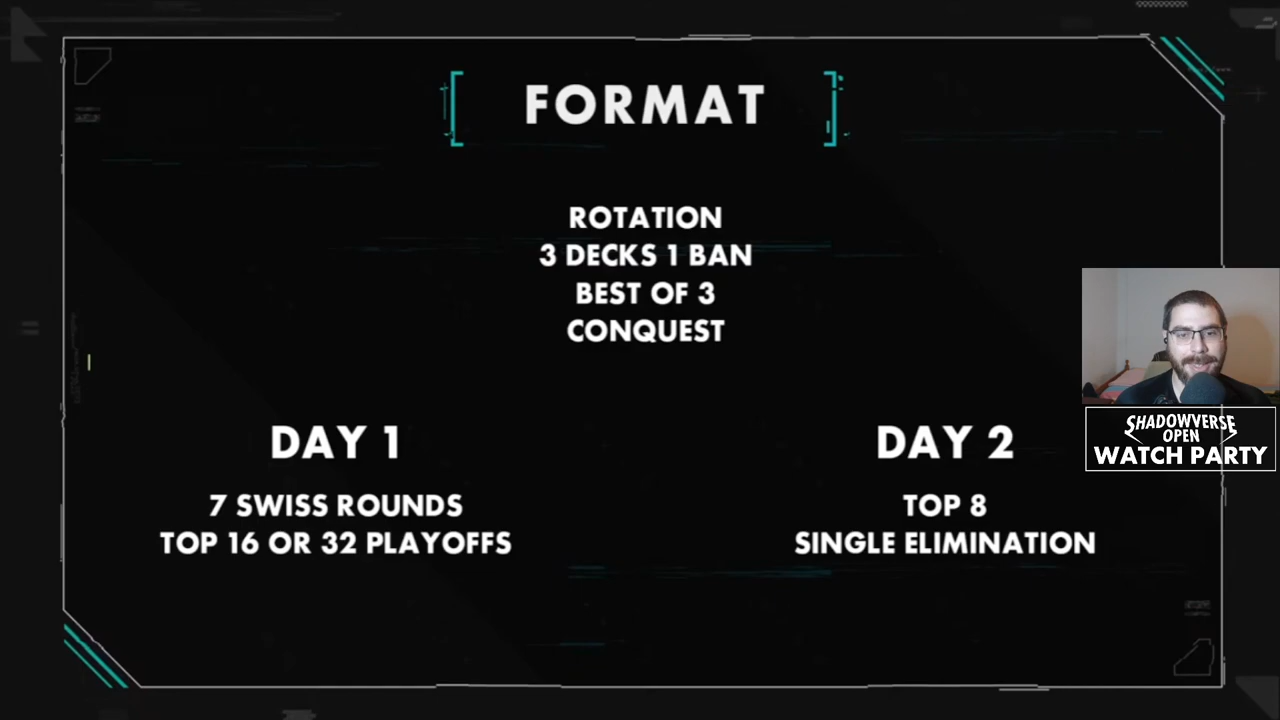 FORMAT
ROTATION
3 DECKS 1 BAN
BEST OF 3
CONQUEST
DAY 1
7 SWISS ROUNDS
TOP 16 OR 32 PLAYOFFS
DAY 2
TOP 8
SINGLE ELIMINATION
SHADOWVERSE
OPEN
WATCH PARTY